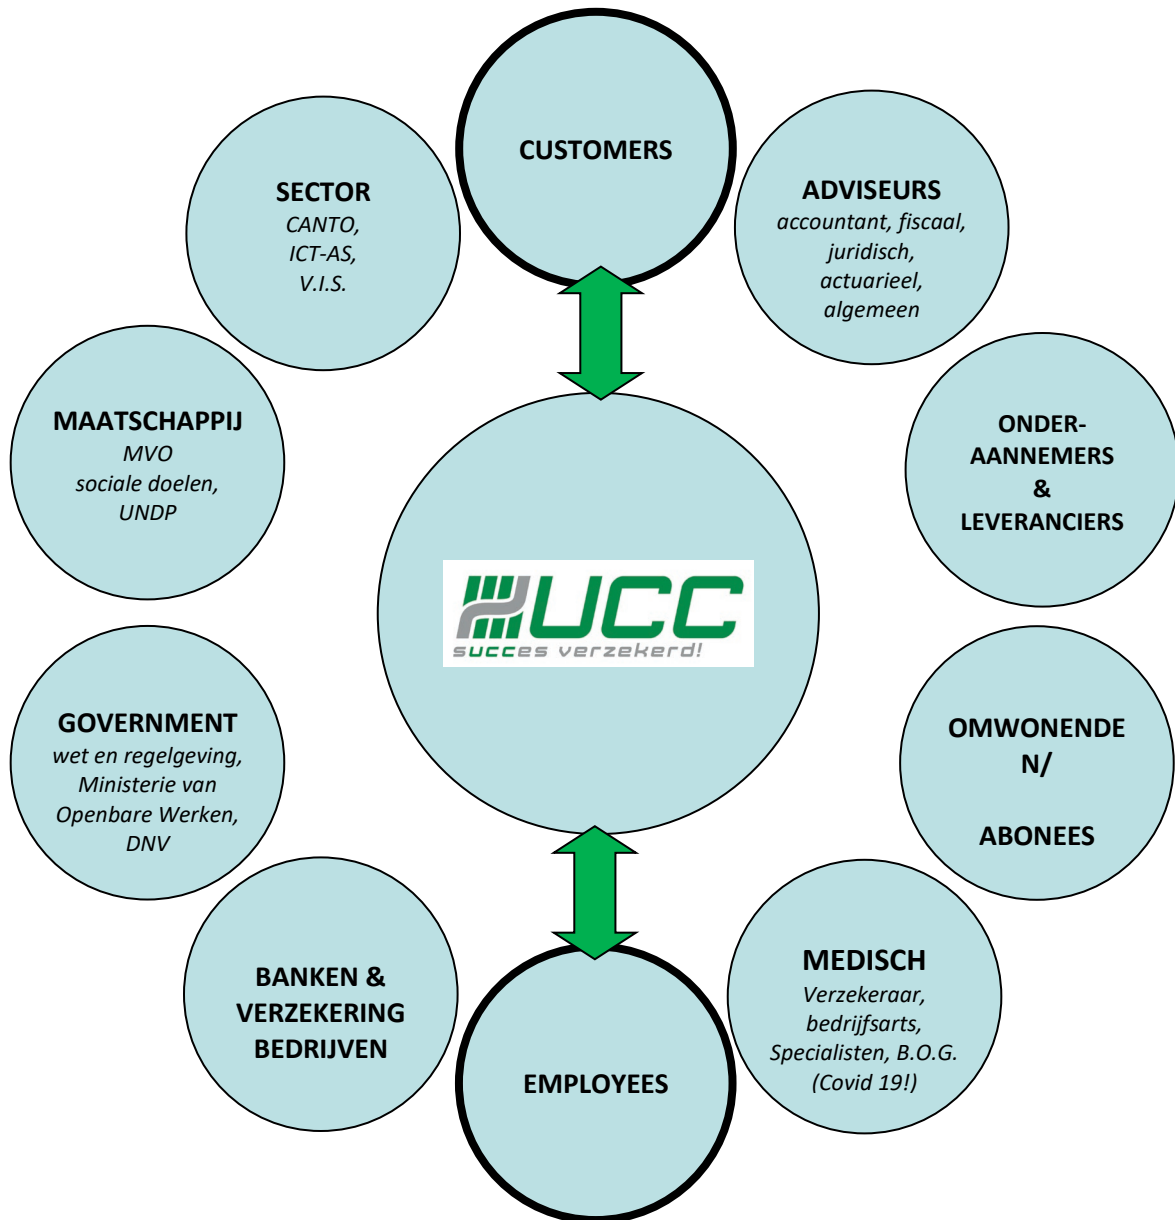 CUSTOMERS
SECTOR
CANTO,
ICT-AS,
V.I.S.
ADVISEURS
accountant, fiscaal,
juridisch,
actuarieel,
algemeen
MAATSCHAPPIJ
MVO
sociale doelen,
UNDP
ONDER-
AANNEMERS
&
LEVERANCIERS
UCC
succes verzekerd!
GOVERNMENT
wet en regelgeving,
Ministerie van
Openbare Werken,
DNV
OMWONENDE
N/
ABONEES
BANKEN &
VERZEKERING
BEDRIJVEN
EMPLOYEES
MEDISCH
Verzekeraar,
bedrijfsarts,
Specialisten, B.O.G.
(Covid 19!)